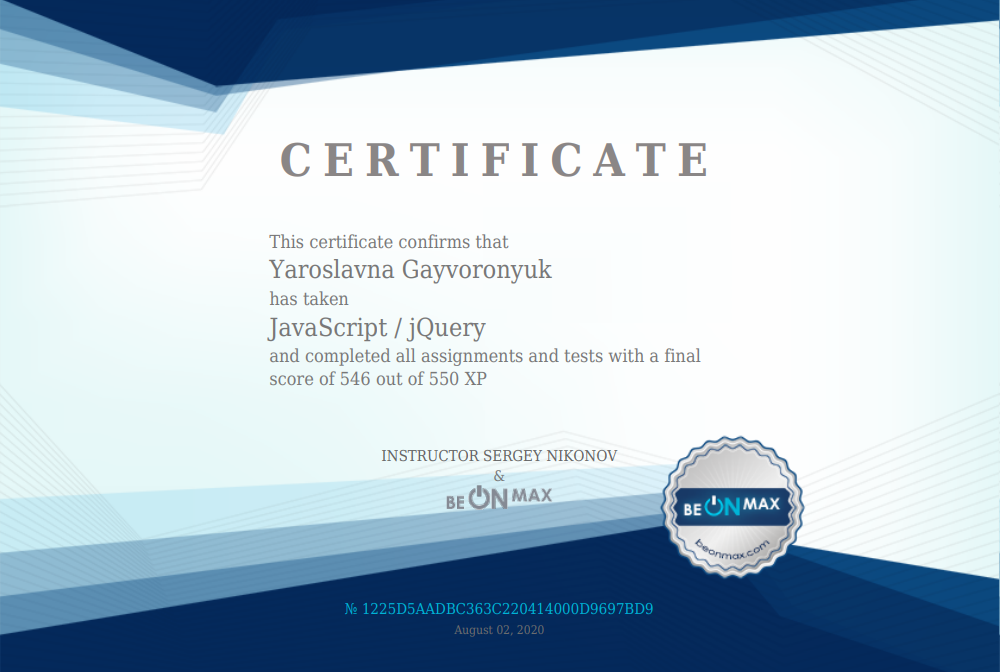 CERTIFICATE
This certificate confirms that
Yaroslavna Gayvoronyuk
has taken
JavaScript / jQuery
and completed all assignments and tests with a final
score of 546 out of 550 XP
INSTRUCTOR SERGEY NIKONOV
&
BE ON MAX
BE ON MAX
beonmax.com
№ 1225D5AADBC363C220414000D9697BD9
August 02, 2020